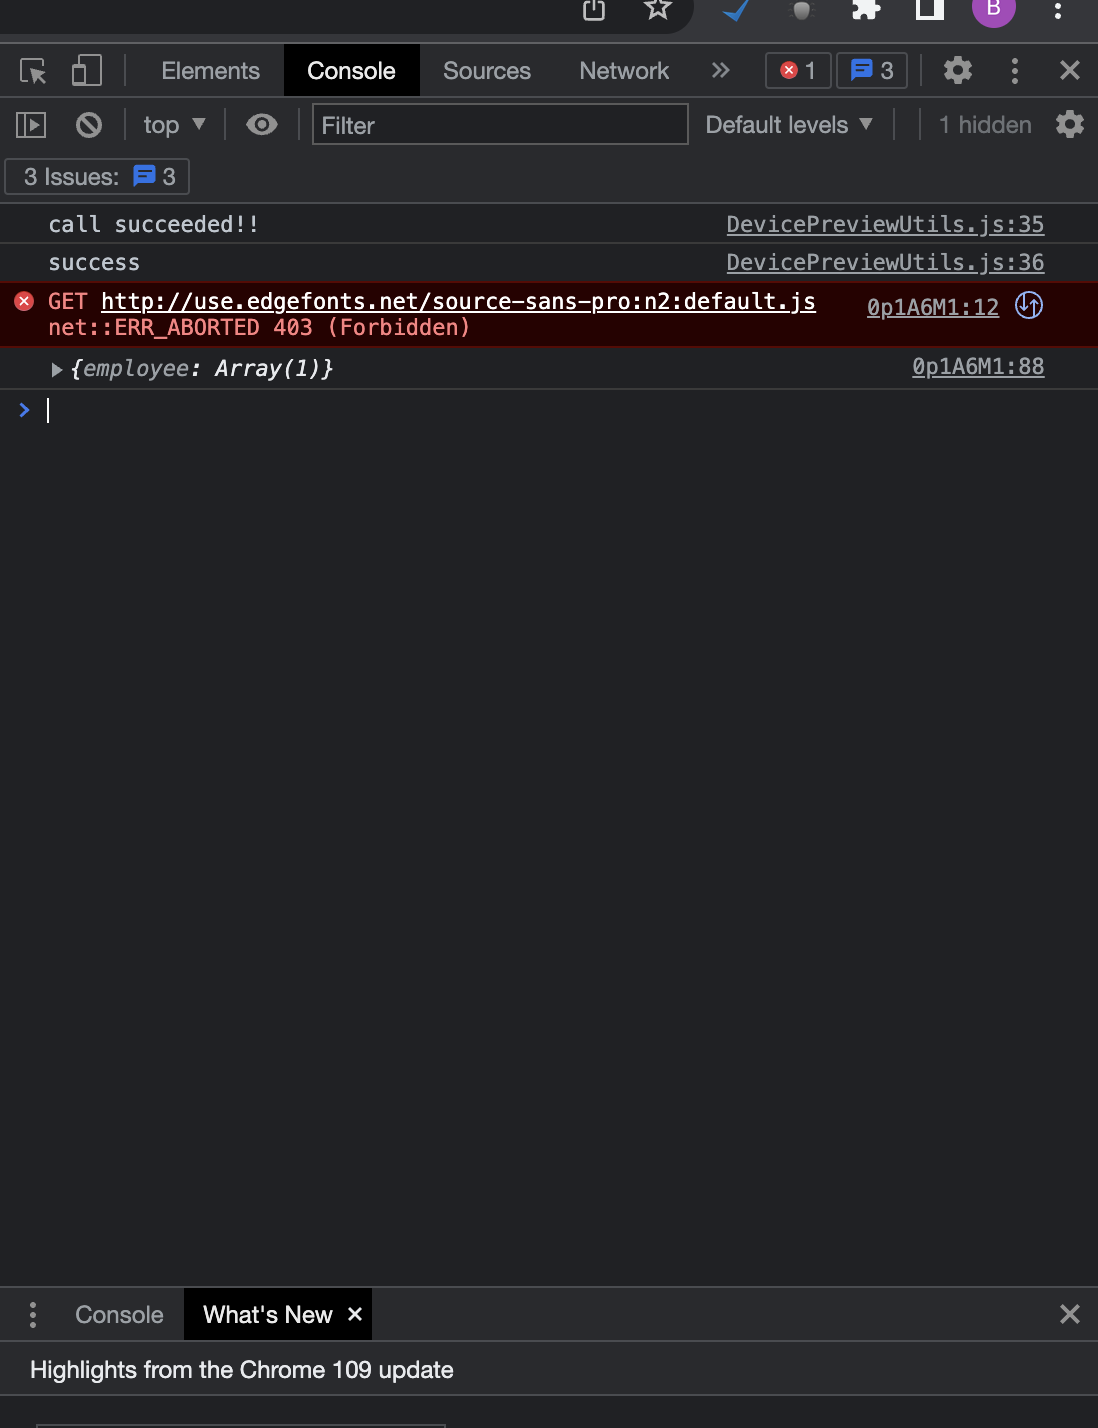 B
Elements Console Sources Network » 1 3
top ▼ Filter Default levels ▼ 1 hidden
3 Issues: 3
call succeeded!! DevicePreviewUtils.js:35
success DevicePreviewUtils.js:36
GET http://use.edgefonts.net/source-sans-pro:n2:default.js 0p1A6M1:12
net::ERR_ABORTED 403 (Forbidden)
▶ {employee: Array(1)} 0p1A6M1:88
>
Console What's New ×
Highlights from the Chrome 109 update